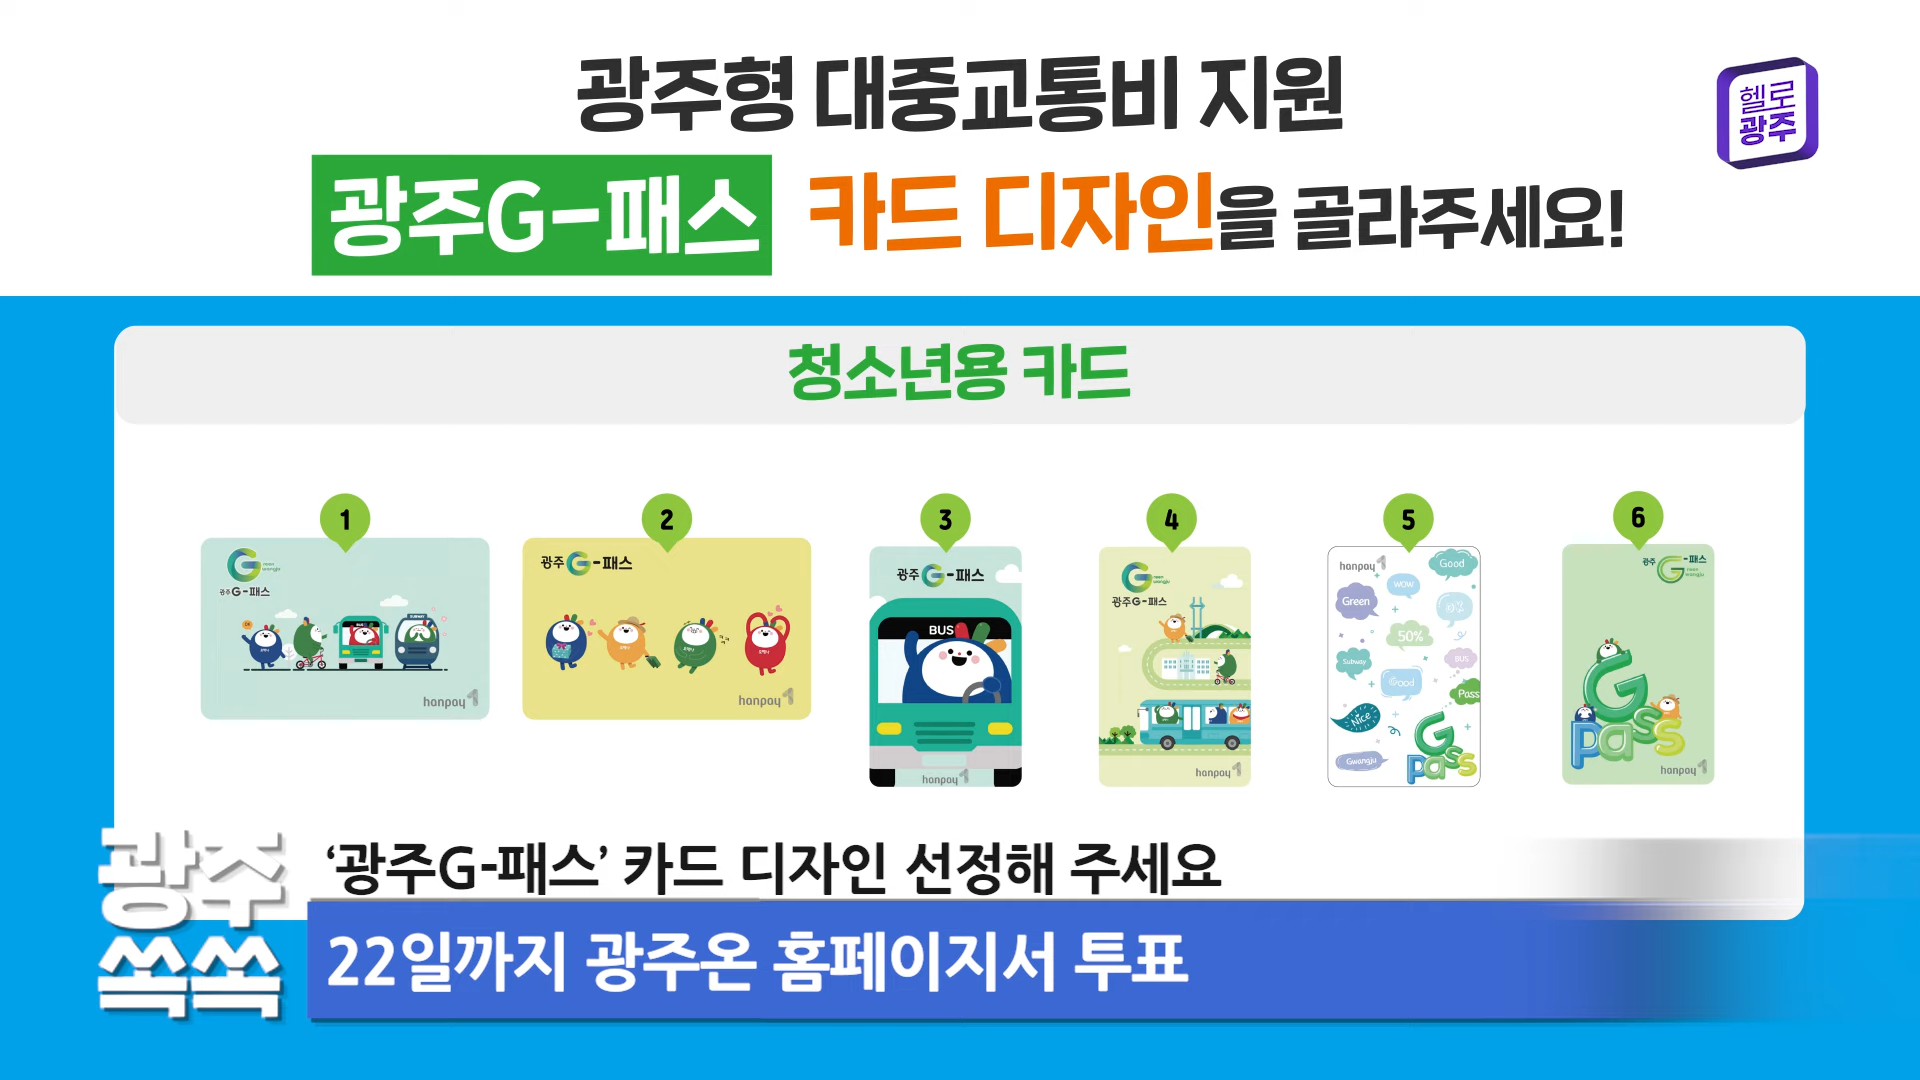 광주형 대중교통비 지원
헬로
광주
광주G-패스 카드 디자인을 골라주세요!
청소년용 카드
1
2
3
4
5
6
광주G-패스
OK
BUS
SUBWAY
hanpay
광주 G-패스
hanpay
광주 G-패스
BUS
hanpay
광주G-패스
hanpay
hanpay
Good
WOW
Green
50%
Subway
BUS
Good
Pass
Nice
Gwangju
G
Pass
광주 G-패스
G
Pass
hanpay
광주
쏙쏙
‘광주G-패스’ 카드 디자인 선정해 주세요
22일까지 광주온 홈페이지서 투표